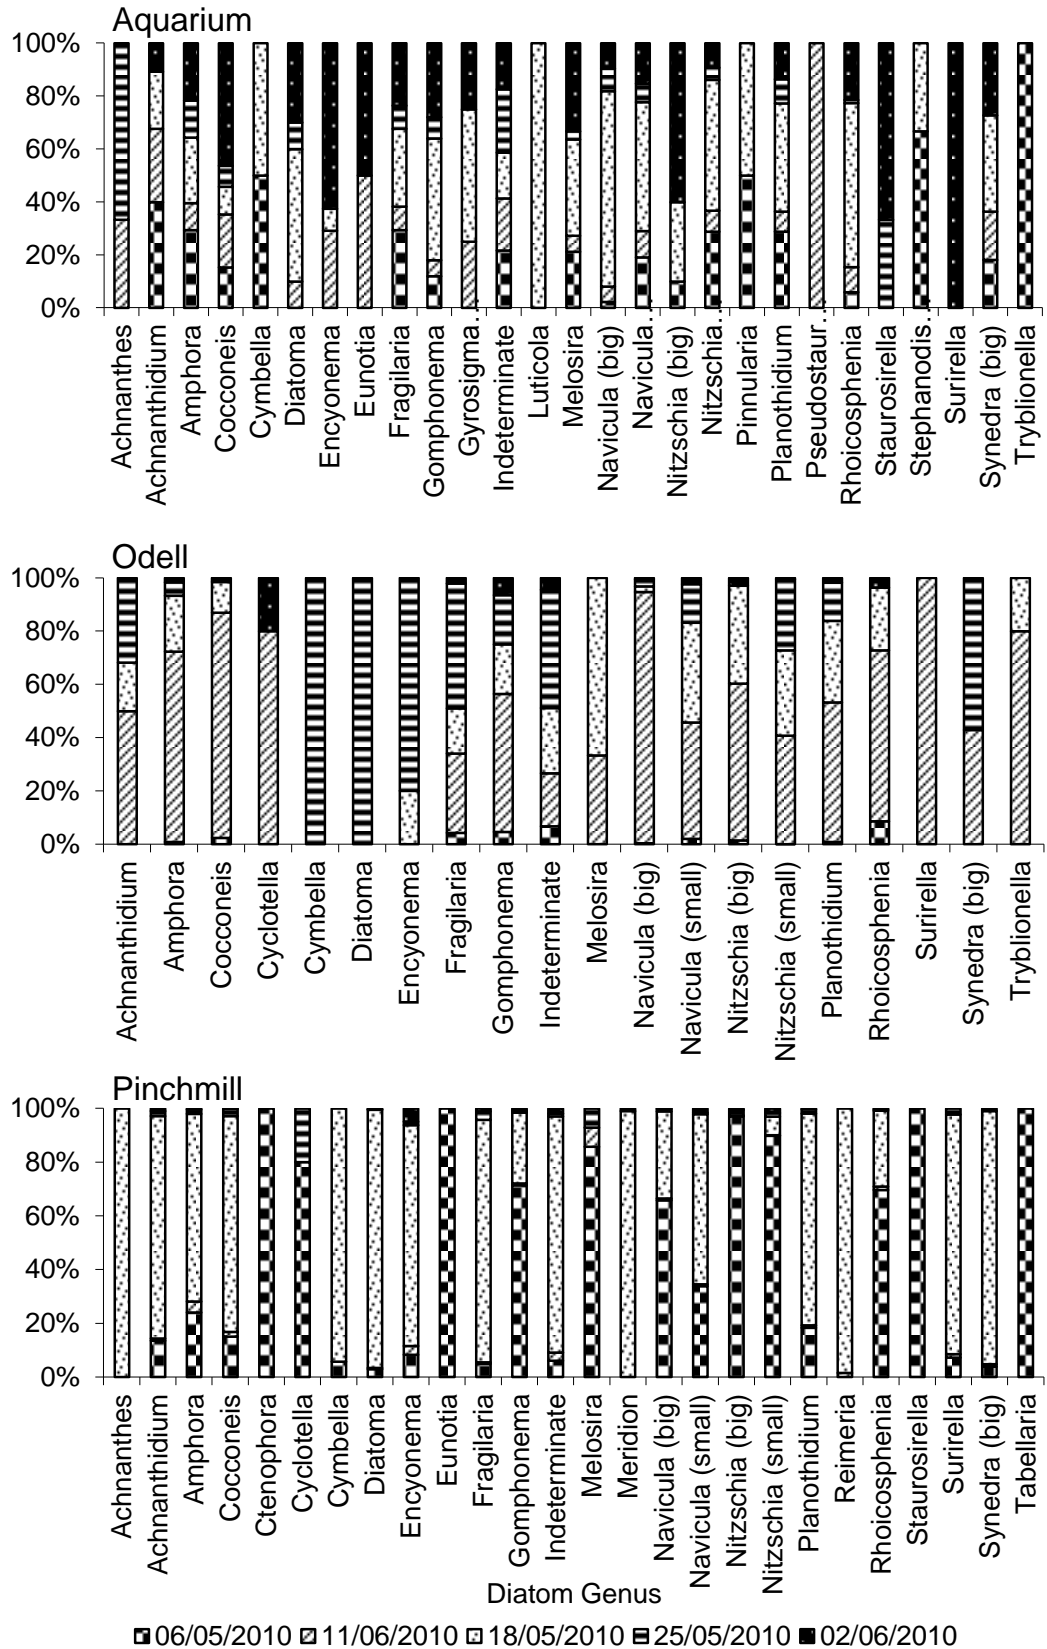 Aquarium
100%
80%
60%
40%
20%
0%
Achnanthes
Achnanthidium
Amphora
Cocconeis
Cymbella
Diatoma
Encyonema
Eunotia
Fragilaria
Gomphonema
Gyrosigma…
Indeterminate
Luticola
Melosira
Navicula (big)
Navicula…
Nitzschia (big)
Nitzschia…
Pinnularia
Planothidium
Pseudostaur…
Rhoicosphenia
Staurosirella
Stephanodis…
Surirella
Synedra (big)
Tryblionella
Odell
100%
80%
60%
40%
20%
0%
Achnanthidium
Amphora
Cocconeis
Cyclotella
Cymbella
Diatoma
Encyonema
Fragilaria
Gomphonema
Indeterminate
Melosira
Navicula (big)
Navicula (small)
Nitzschia (big)
Nitzschia (small)
Planothidium
Rhoicosphenia
Surirella
Synedra (big)
Tryblionella
Pinchmill
100%
80%
60%
40%
20%
0%
Achnanthes
Achnanthidium
Amphora
Cocconeis
Ctenophora
Cyclotella
Cymbella
Diatoma
Encyonema
Eunotia
Fragilaria
Gomphonema
Indeterminate
Melosira
Meridion
Navicula (big)
Navicula (small)
Nitzschia (big)
Nitzschia (small)
Planothidium
Reimeria
Rhoicosphenia
Staurosirella
Surirella
Synedra (big)
Tabellaria
Diatom Genus
06/05/2010 11/06/2010 18/05/2010 25/05/2010 02/06/2010